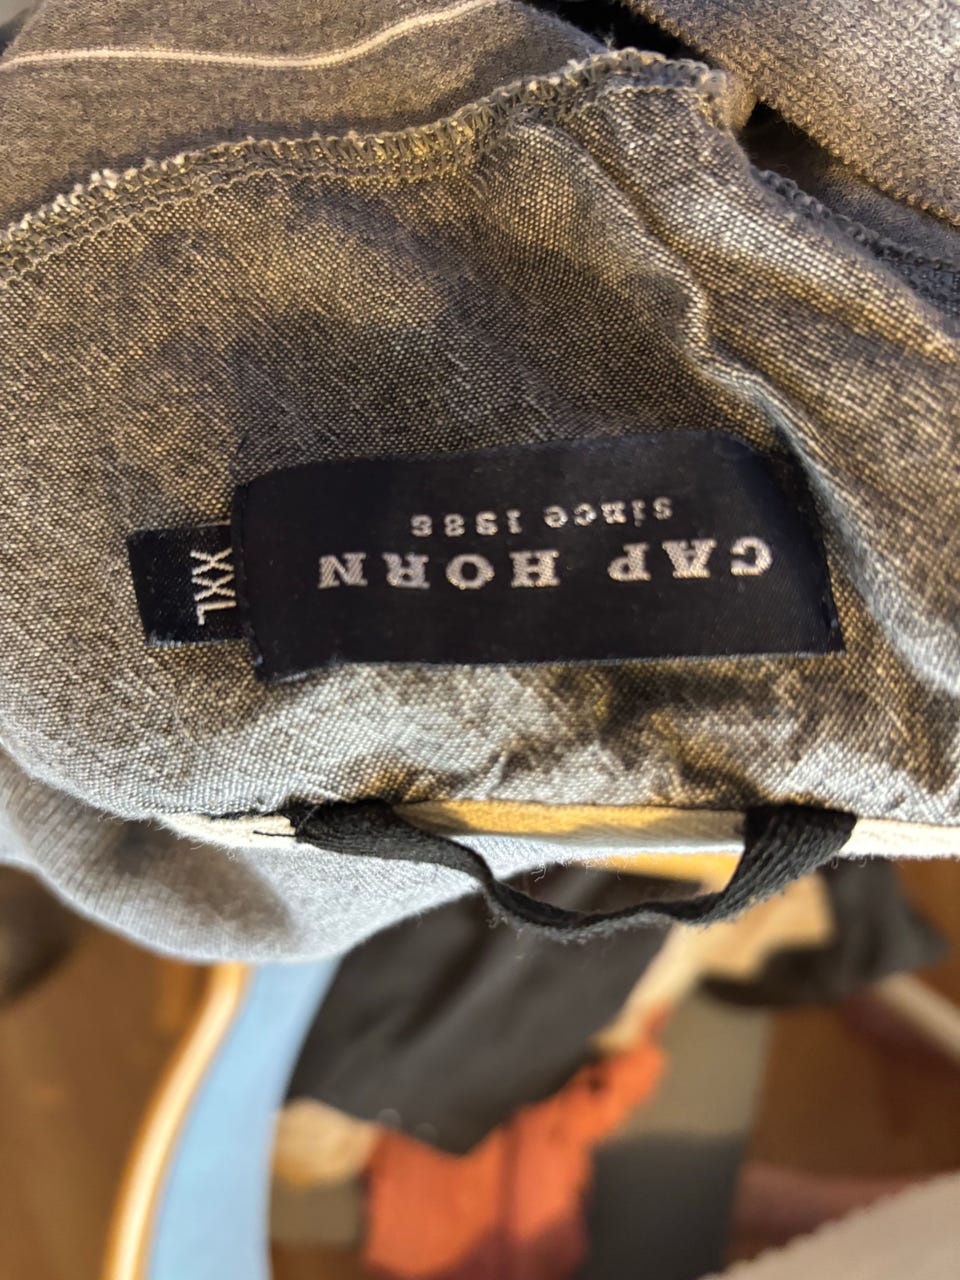 CAP HORN
since 1988
XXL